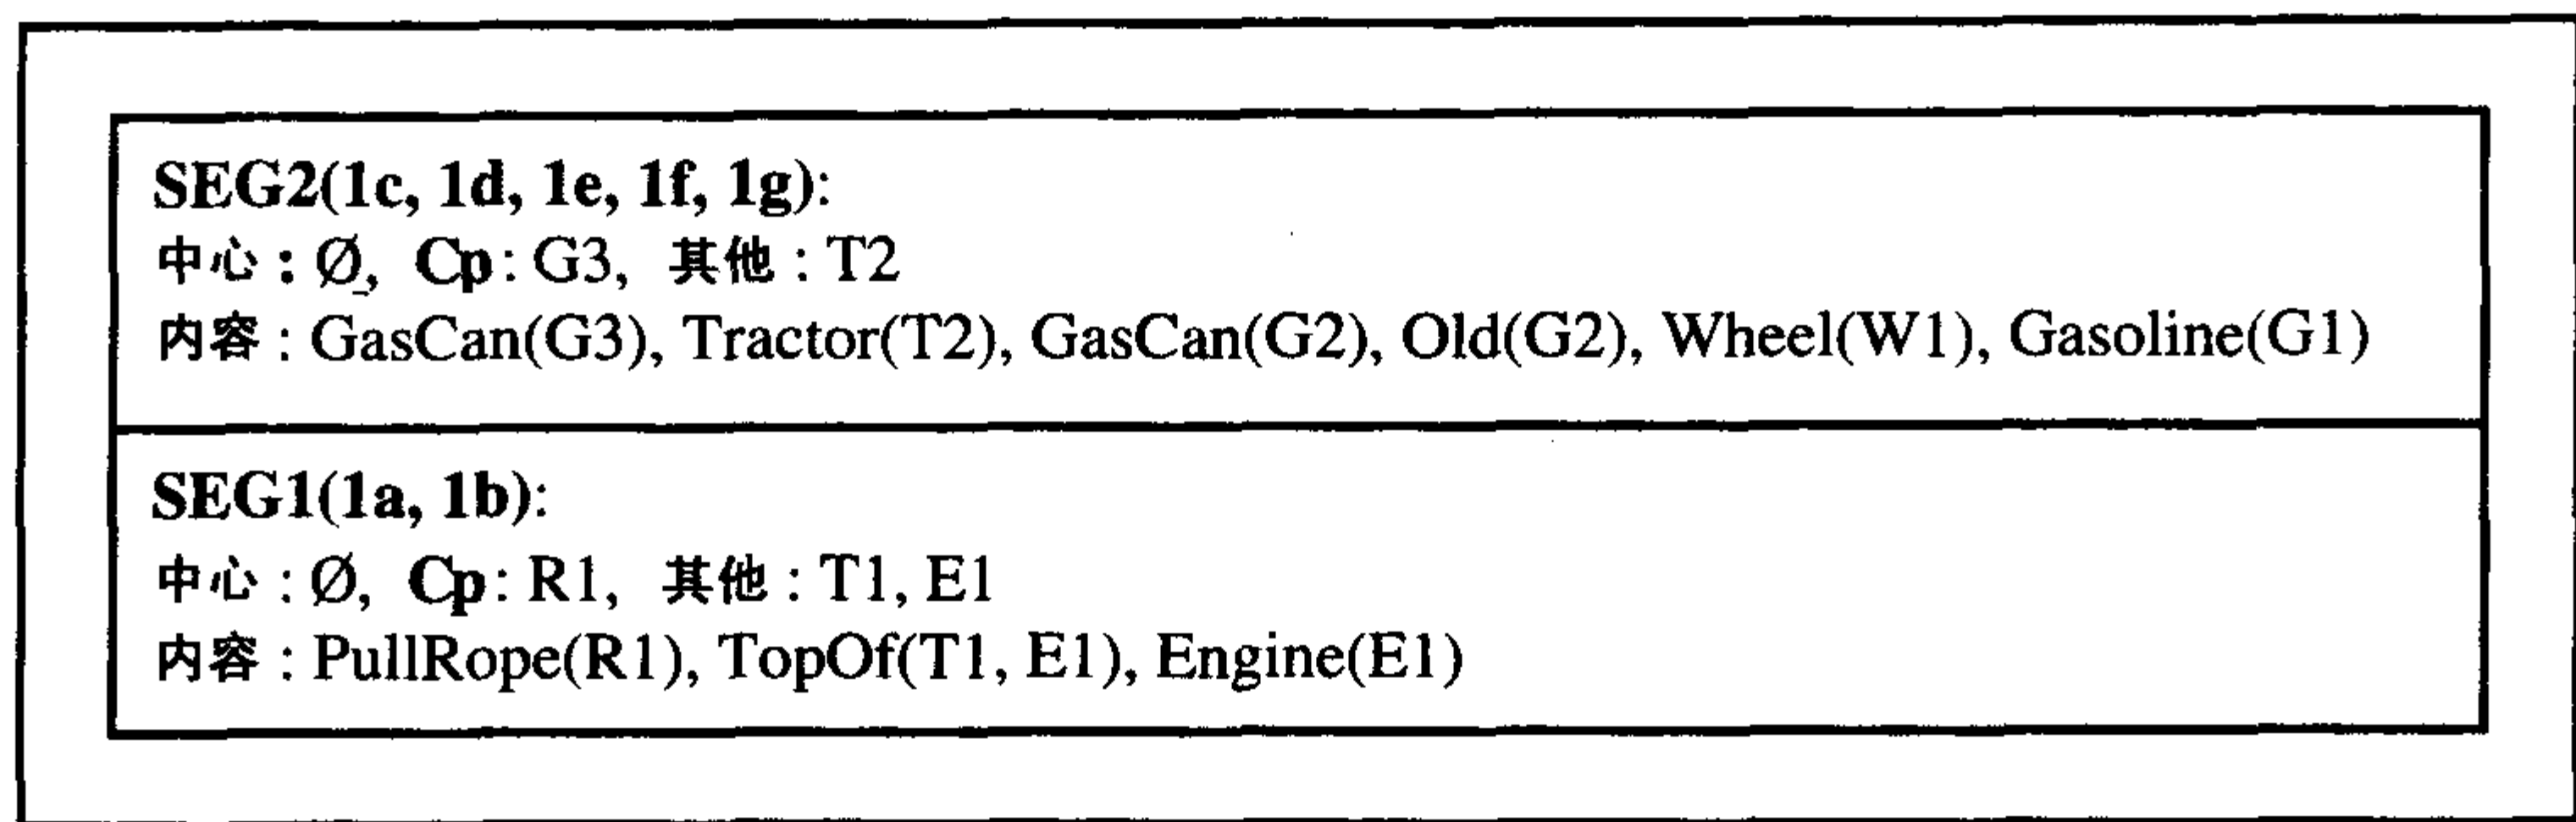 SEG2(1c, 1d, 1e, 1f, 1g):
中心：Ø, Cp: G3, 其他：T2
内容：GasCan(G3), Tractor(T2), GasCan(G2), Old(G2), Wheel(W1), Gasoline(G1)
SEG1(1a, 1b):
中心：Ø, Cp: R1, 其他：T1, E1
内容：PullRope(R1), TopOf(T1, E1), Engine(E1)